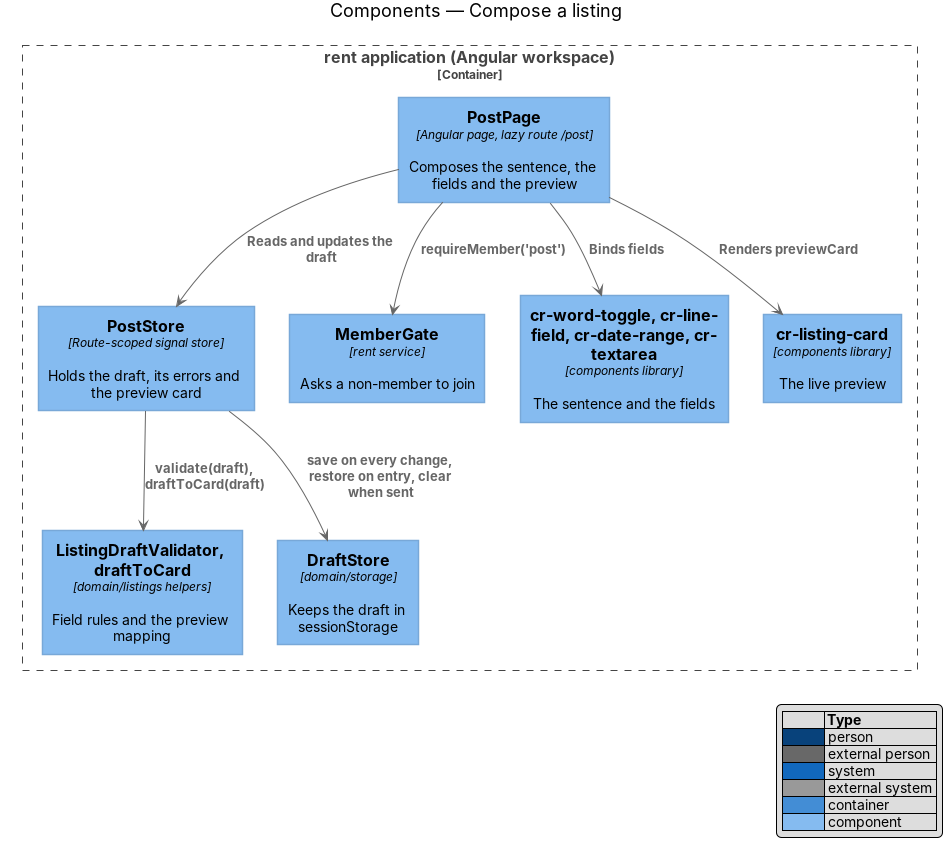 Components — Compose a listing
rent application (Angular workspace)
[Container]
PostPage
[Angular page, lazy route /post]
Composes the sentence, the
fields and the preview
Reads and updates the
draft
requireMember('post')
Binds fields
Renders previewCard
PostStore
[Route-scoped signal store]
Holds the draft, its errors and
the preview card
MemberGate
[rent service]
Asks a non-member to join
cr-word-toggle, cr-line-
field, cr-date-range, cr-
textarea
[components library]
The sentence and the fields
cr-listing-card
[components library]
The live preview
validate(draft),
draftToCard(draft)
save on every change,
restore on entry, clear
when sent
ListingDraftValidator,
draftToCard
[domain/listings helpers]
Field rules and the preview
mapping
DraftStore
[domain/storage]
Keeps the draft in
sessionStorage
Type
person
external person
system
external system
container
component